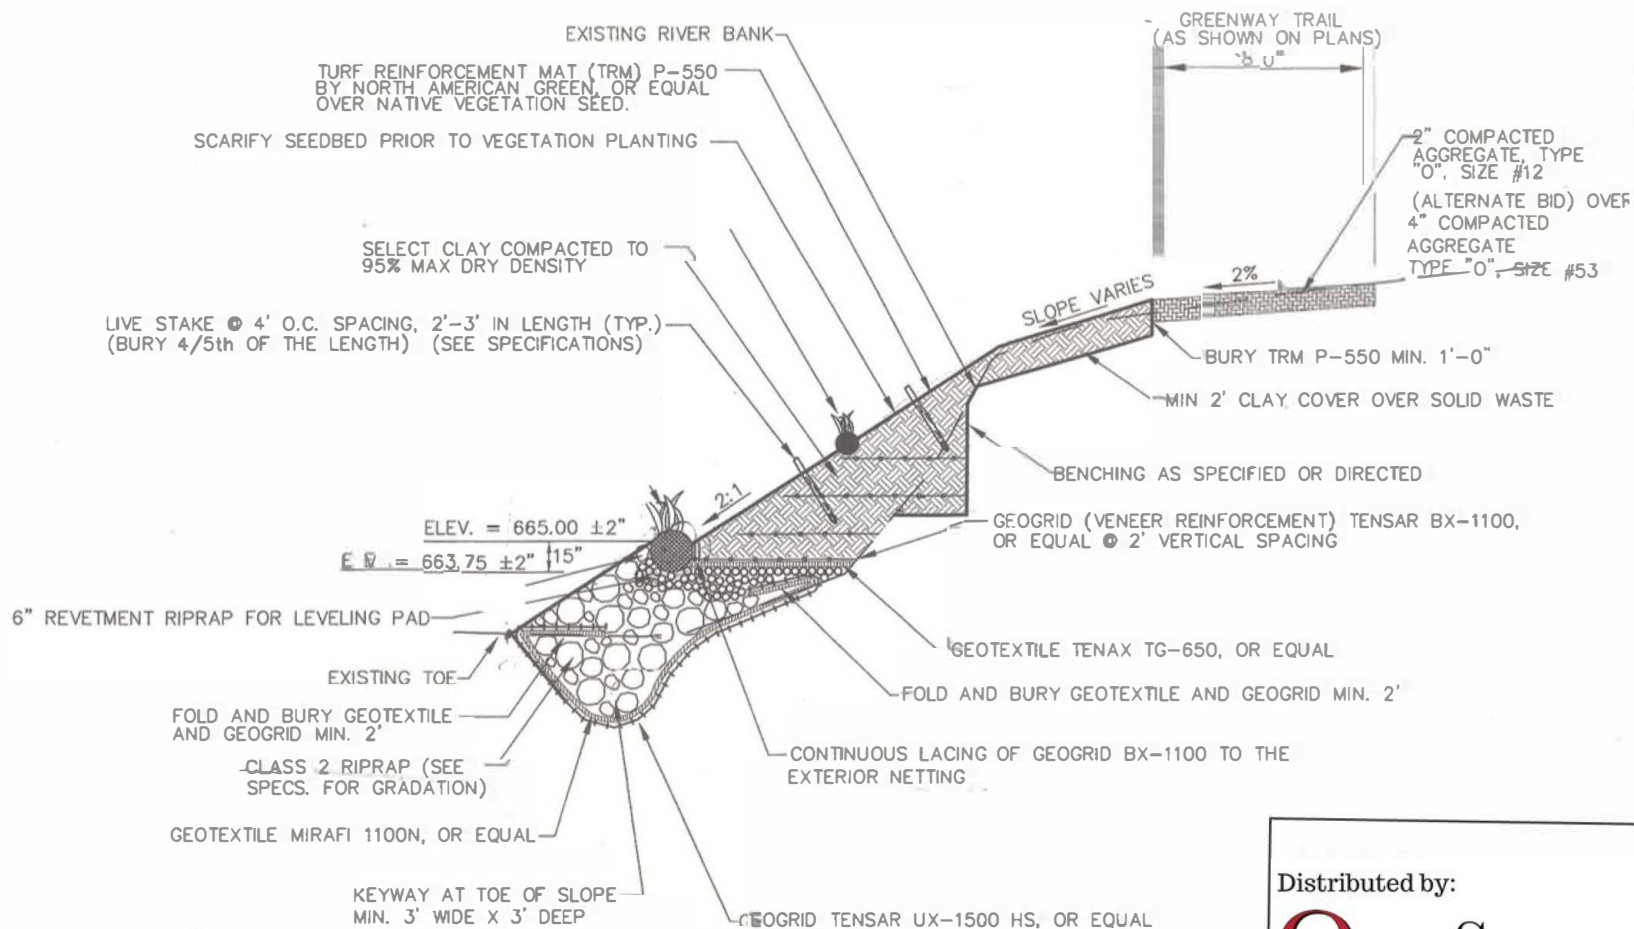 GREENWAY TRAIL
(AS SHOWN ON PLANS)
EXISTING RIVER BANK
TURF REINFORCEMENT MAT (TRM) P-550
BY NORTH AMERICAN GREEN, OR EQUAL
OVER NATIVE VEGETATION SEED.
SCARIFY SEEDBED PRIOR TO VEGETATION PLANTING
2" COMPACTED
AGGREGATE, TYPE
"O", SIZE #12
(ALTERNATE BID) OVER
4" COMPACTED
AGGREGATE
TYPE "O", SIZE #53
SELECT CLAY COMPACTED TO
95% MAX DRY DENSITY
2%
SLOPE VARIES
LIVE STAKE @ 4' O.C. SPACING, 2'-3' IN LENGTH (TYP.)
(BURY 4/5th OF THE LENGTH) (SEE SPECIFICATIONS)
BURY TRM P-550 MIN. 1'-0"
MIN 2' CLAY COVER OVER SOLID WASTE
BENCHING AS SPECIFIED OR DIRECTED
2:1
GEOGRID (VENEER REINFORCEMENT) TENSAR BX-1100,
OR EQUAL @ 2' VERTICAL SPACING
ELEV. = 665.00 ±2"
= 663.75 ±2"
15"
6" REVETMENT RIPRAP FOR LEVELING PAD
GEOTEXTILE TENAX TG-650, OR EQUAL
EXISTING TOE
FOLD AND BURY GEOTEXTILE AND GEOGRID MIN. 2'
FOLD AND BURY GEOTEXTILE
AND GEOGRID MIN. 2'
CONTINUOUS LACING OF GEOGRID BX-1100 TO THE
EXTERIOR NETTING
CLASS 2 RIPRAP (SEE
SPECS. FOR GRADATION)
GEOTEXTILE MIRAFI 1100N, OR EQUAL
KEYWAY AT TOE OF SLOPE
MIN. 3' WIDE X 3' DEEP
GEOGRID TENSAR UX-1500 HS, OR EQUAL
Distributed by: